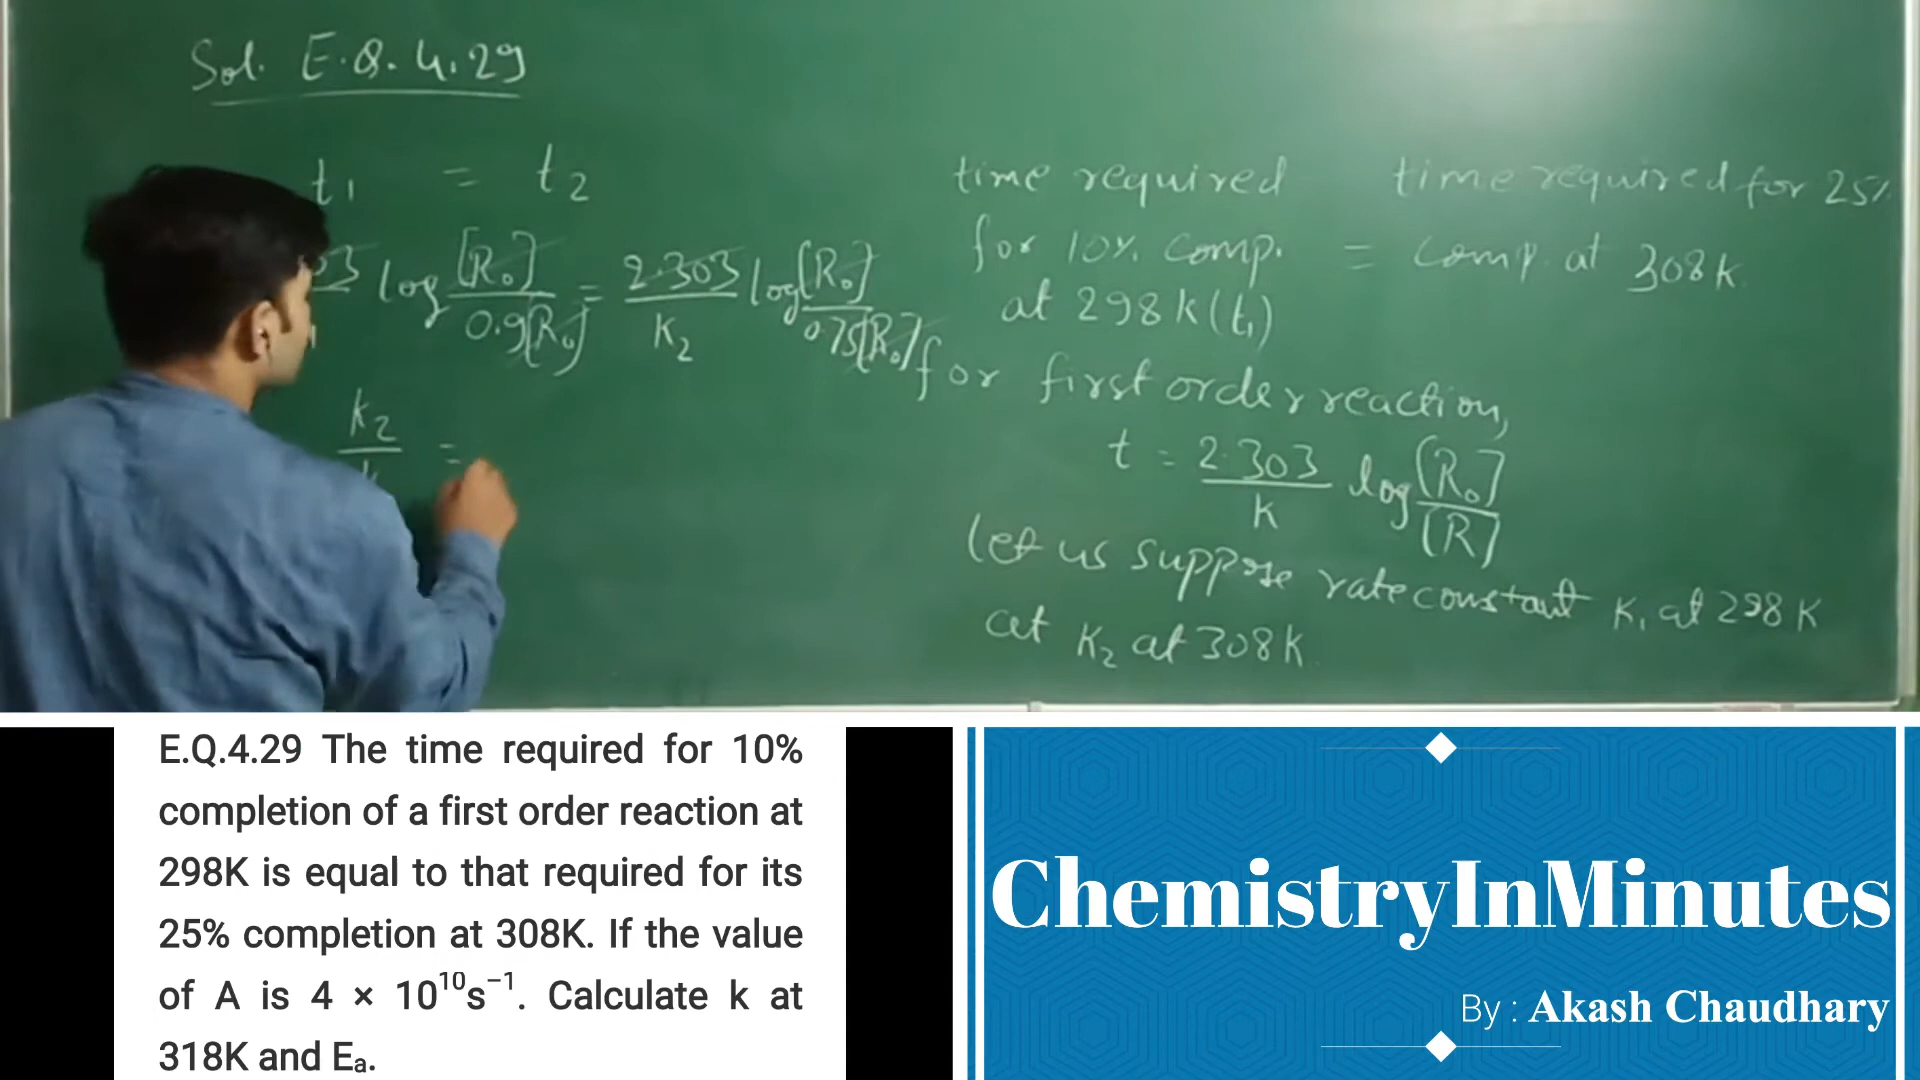 Sol. E.Q. 4.29
t1 = t2
03 log [R0] / 0.9[R0] = 2.303 / K2 log [R0] / 0.75[R0]
K2 =
time required time required for 25%
for 10% comp. = comp. at 308K
at 298K (t1)
for first order reaction,
t = 2.303 / K log [R0] / [R]
let us suppose rate constant K1 at 298 K
at K2 at 308K.
E.Q.4.29 The time required for 10%
completion of a first order reaction at
298K is equal to that required for its
25% completion at 308K. If the value
of A is 4 × 10¹⁰s⁻¹. Calculate k at
318K and Eₐ.
ChemistryInMinutes
By : Akash Chaudhary